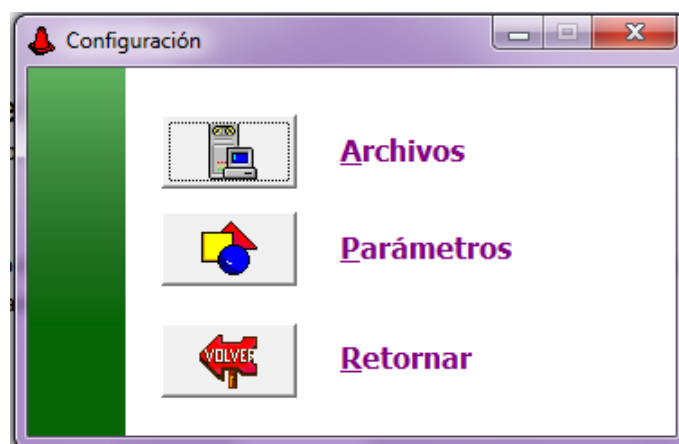 Configuración
Archivos
Parámetros
VOLVER
Retornar